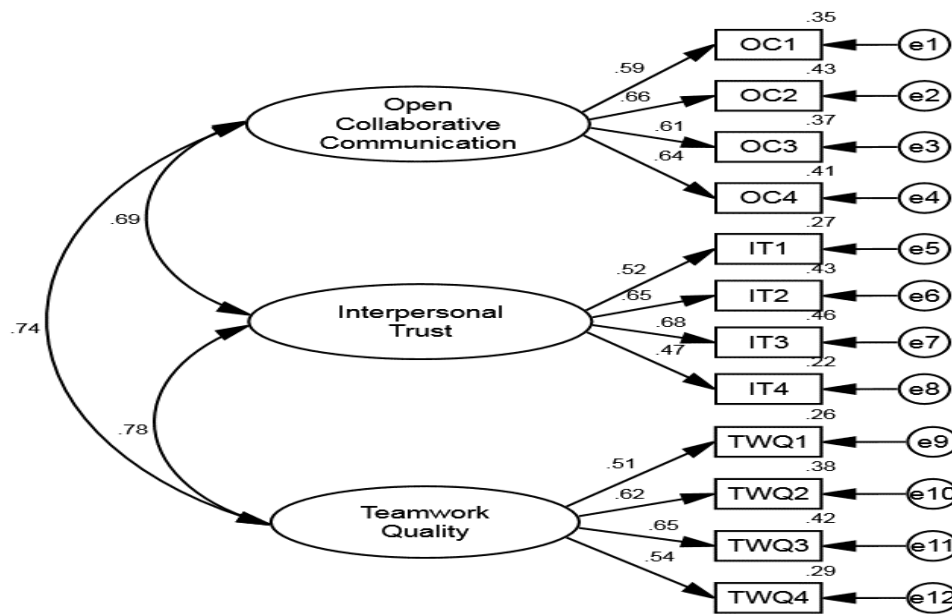 .35
.59 OC1 e1
.43
Open
Collaborative
Communication
.66 OC2 e2
.37
.61 OC3 e3
.41
.64 OC4 e4
.69
.27
.52 IT1 e5
.43
Interpersonal
Trust
.65 IT2 e6
.46
.68 IT3 e7
.22
.47 IT4 e8
.74
.78
.26
.51 TWQ1 e9
.38
Teamwork
Quality
.62 TWQ2 e10
.42
.65 TWQ3 e11
.29
.54 TWQ4 e12